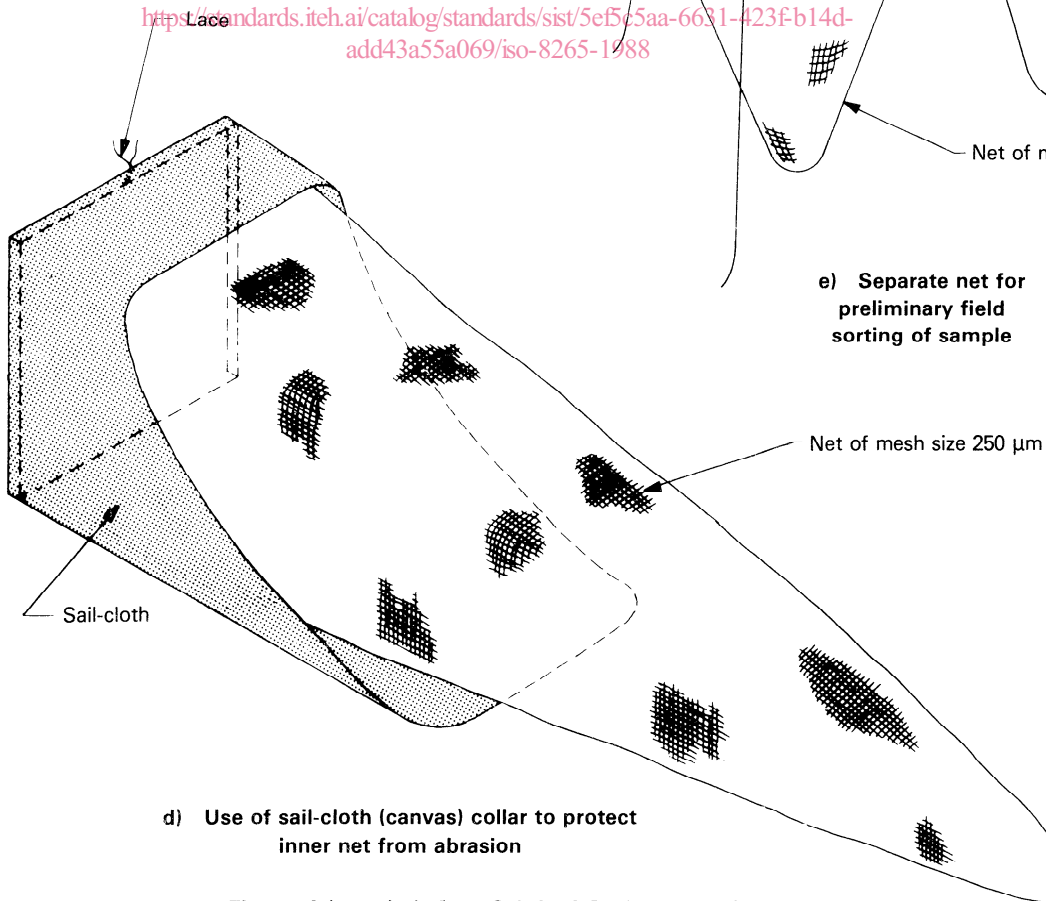 https://standards.iteh.ai/catalog/standards/sist/5ef5c5aa-6631-423f-b14d-
add43a55a069/iso-8265-1988
Lace
Net of
e) Separate net for
preliminary field
sorting of sample
Net of mesh size 250 µm
Sail-cloth
d) Use of sail-cloth (canvas) collar to protect
inner net from abrasion